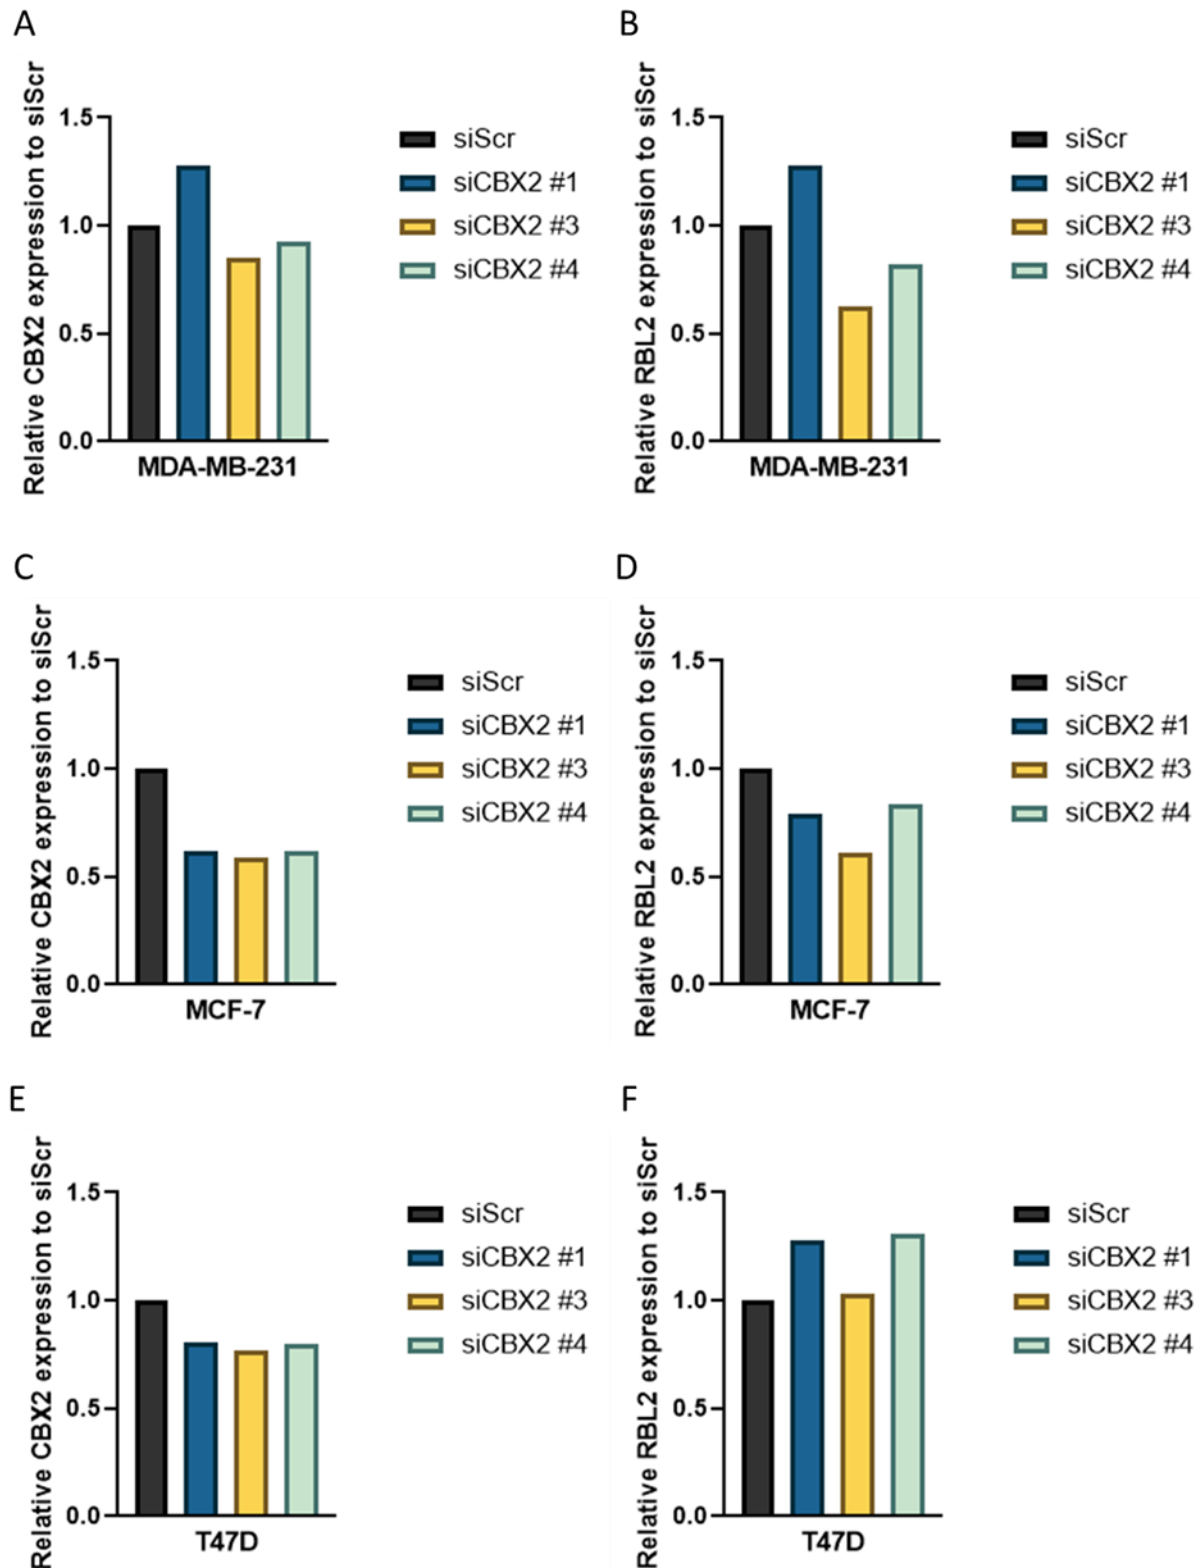 A
Relative CBX2 expression to siScr
1.5
1.0
0.5
0.0
MDA-MB-231
siScr
siCBX2 #1
siCBX2 #3
siCBX2 #4
B
Relative RBL2 expression to siScr
1.5
1.0
0.5
0.0
MDA-MB-231
siScr
siCBX2 #1
siCBX2 #3
siCBX2 #4
C
Relative CBX2 expression to siScr
1.5
1.0
0.5
0.0
MCF-7
siScr
siCBX2 #1
siCBX2 #3
siCBX2 #4
D
Relative RBL2 expression to siScr
1.5
1.0
0.5
0.0
MCF-7
siScr
siCBX2 #1
siCBX2 #3
siCBX2 #4
E
Relative CBX2 expression to siScr
1.5
1.0
0.5
0.0
T47D
siScr
siCBX2 #1
siCBX2 #3
siCBX2 #4
F
Relative RBL2 expression to siScr
1.5
1.0
0.5
0.0
T47D
siScr
siCBX2 #1
siCBX2 #3
siCBX2 #4